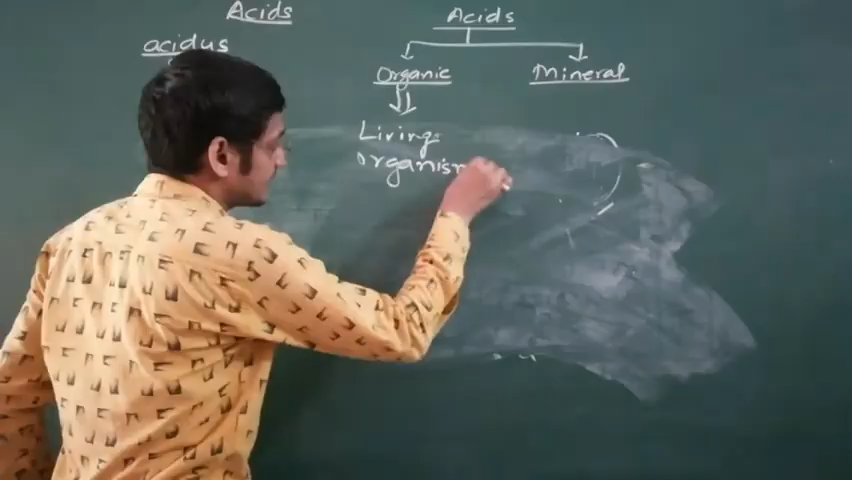 Acids
acidus
Acids
Organic
Mineral
Living
Organism